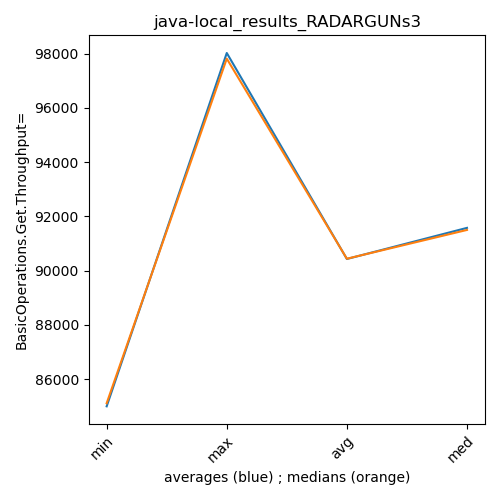 java-local_results_RADARGUNs3
BasicOperations.Get.Throughput=
98000
96000
94000
92000
90000
88000
86000
min
max
avg
med
averages (blue) ; medians (orange)